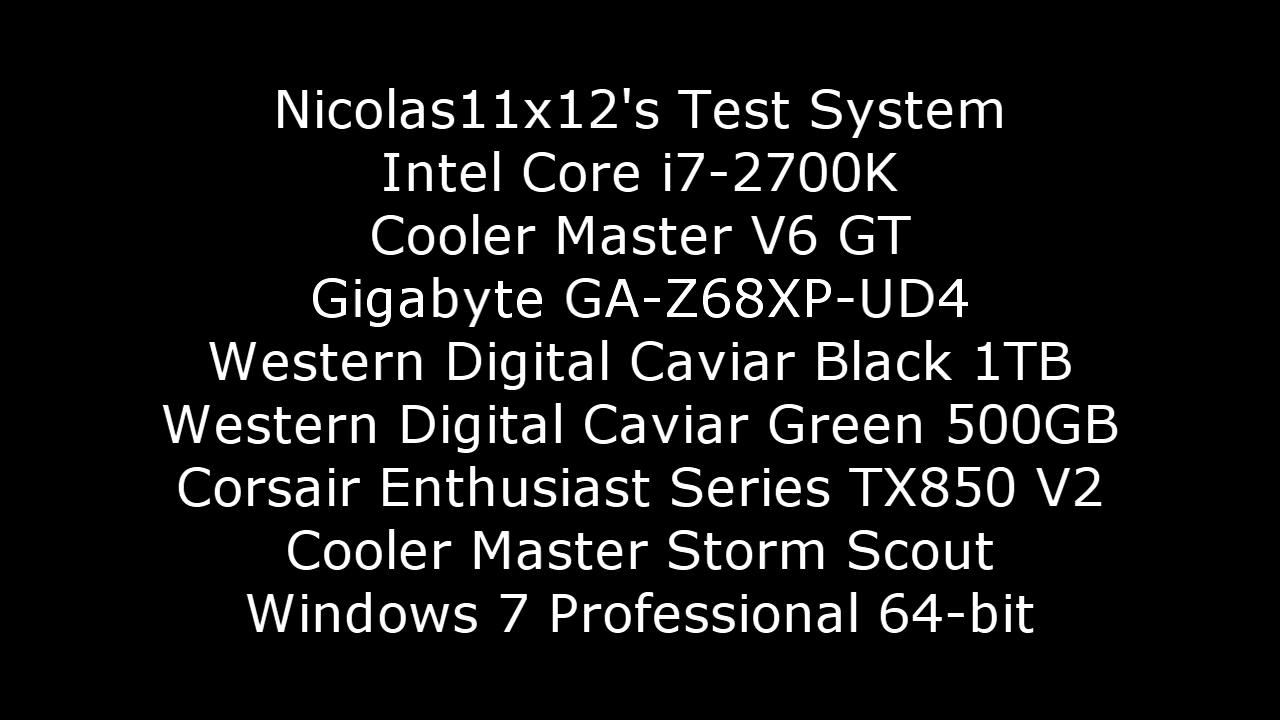 Nicolas11x12's Test System
Intel Core i7-2700K
Cooler Master V6 GT
Gigabyte GA-Z68XP-UD4
Western Digital Caviar Black 1TB
Western Digital Caviar Green 500GB
Corsair Enthusiast Series TX850 V2
Cooler Master Storm Scout
Windows 7 Professional 64-bit